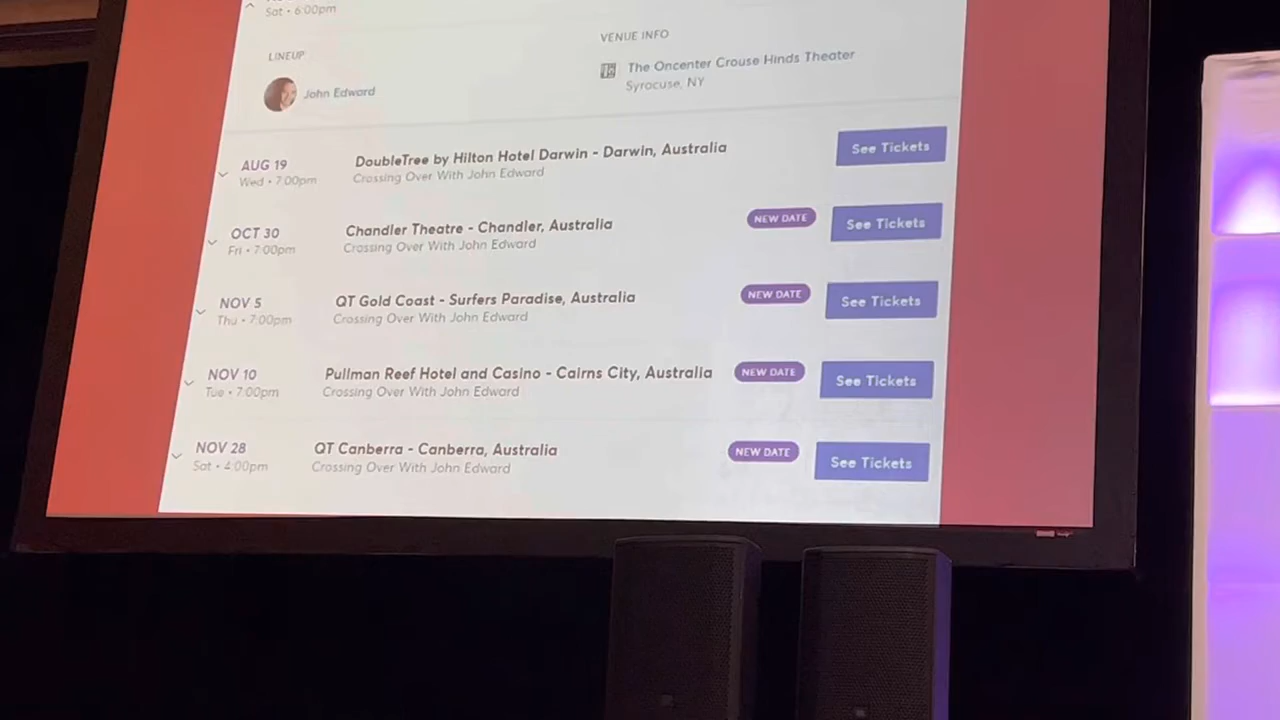 Sat • 6:00pm
LINEUP
John Edward
VENUE INFO
The Oncenter Crouse Hinds Theater
Syracuse, NY
AUG 19
Wed • 7:00pm
DoubleTree by Hilton Hotel Darwin - Darwin, Australia
Crossing Over With John Edward
See Tickets
OCT 30
Fri • 7:00pm
Chandler Theatre - Chandler, Australia
Crossing Over With John Edward
NEW DATE
See Tickets
NOV 5
Thu • 7:00pm
QT Gold Coast - Surfers Paradise, Australia
Crossing Over With John Edward
NEW DATE
See Tickets
NOV 10
Tue • 7:00pm
Pullman Reef Hotel and Casino - Cairns City, Australia
Crossing Over With John Edward
NEW DATE
See Tickets
NOV 28
Sat • 4:00pm
QT Canberra - Canberra, Australia
Crossing Over With John Edward
NEW DATE
See Tickets